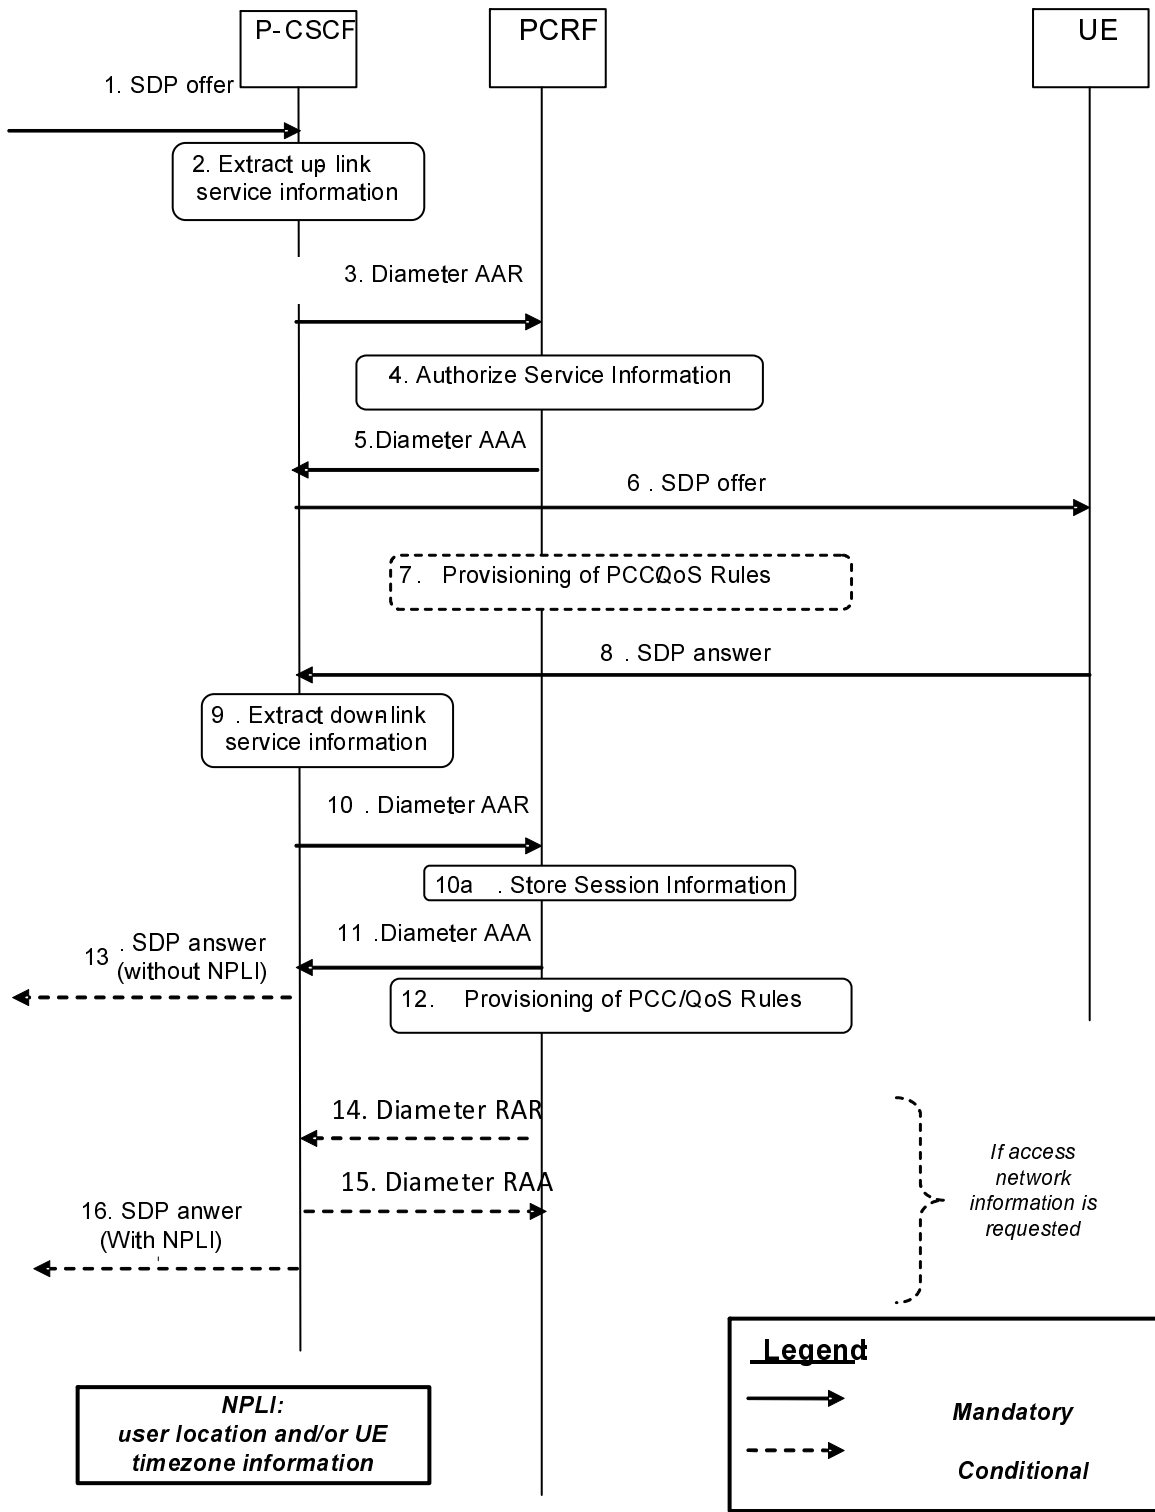 P-CSCF
PCRF
UE
1. SDP offer
2. Extract up-link
service information
3. Diameter AAR
4. Authorize Service Information
5.Diameter AAA
6 . SDP offer
7. Provisioning of PCC/QoS Rules
8 . SDP answer
9 . Extract down-link
service information
10 . Diameter AAR
10a . Store Session Information
11 .Diameter AAA
13 . SDP answer
(without NPLI)
12. Provisioning of PCC/QoS Rules
14. Diameter RAR
15. Diameter RAA
16. SDP anwer
(With NPLI)
If access
network
information is
requested
Legend
Mandatory
Conditional
NPLI:
user location and/or UE
timezone information